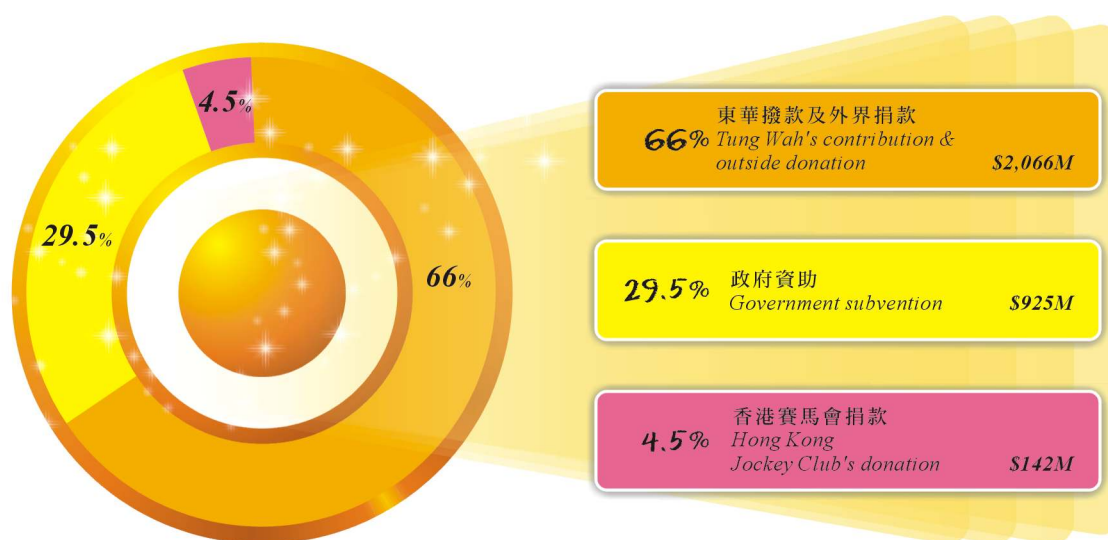 4.5%
29.5%
66%
東華撥款及外界捐款
66% Tung Wah's contribution &
outside donation $2,066M
政府資助
29.5% Government subvention $925M
香港賽馬會捐款
4.5% Hong Kong
Jockey Club's donation $142M